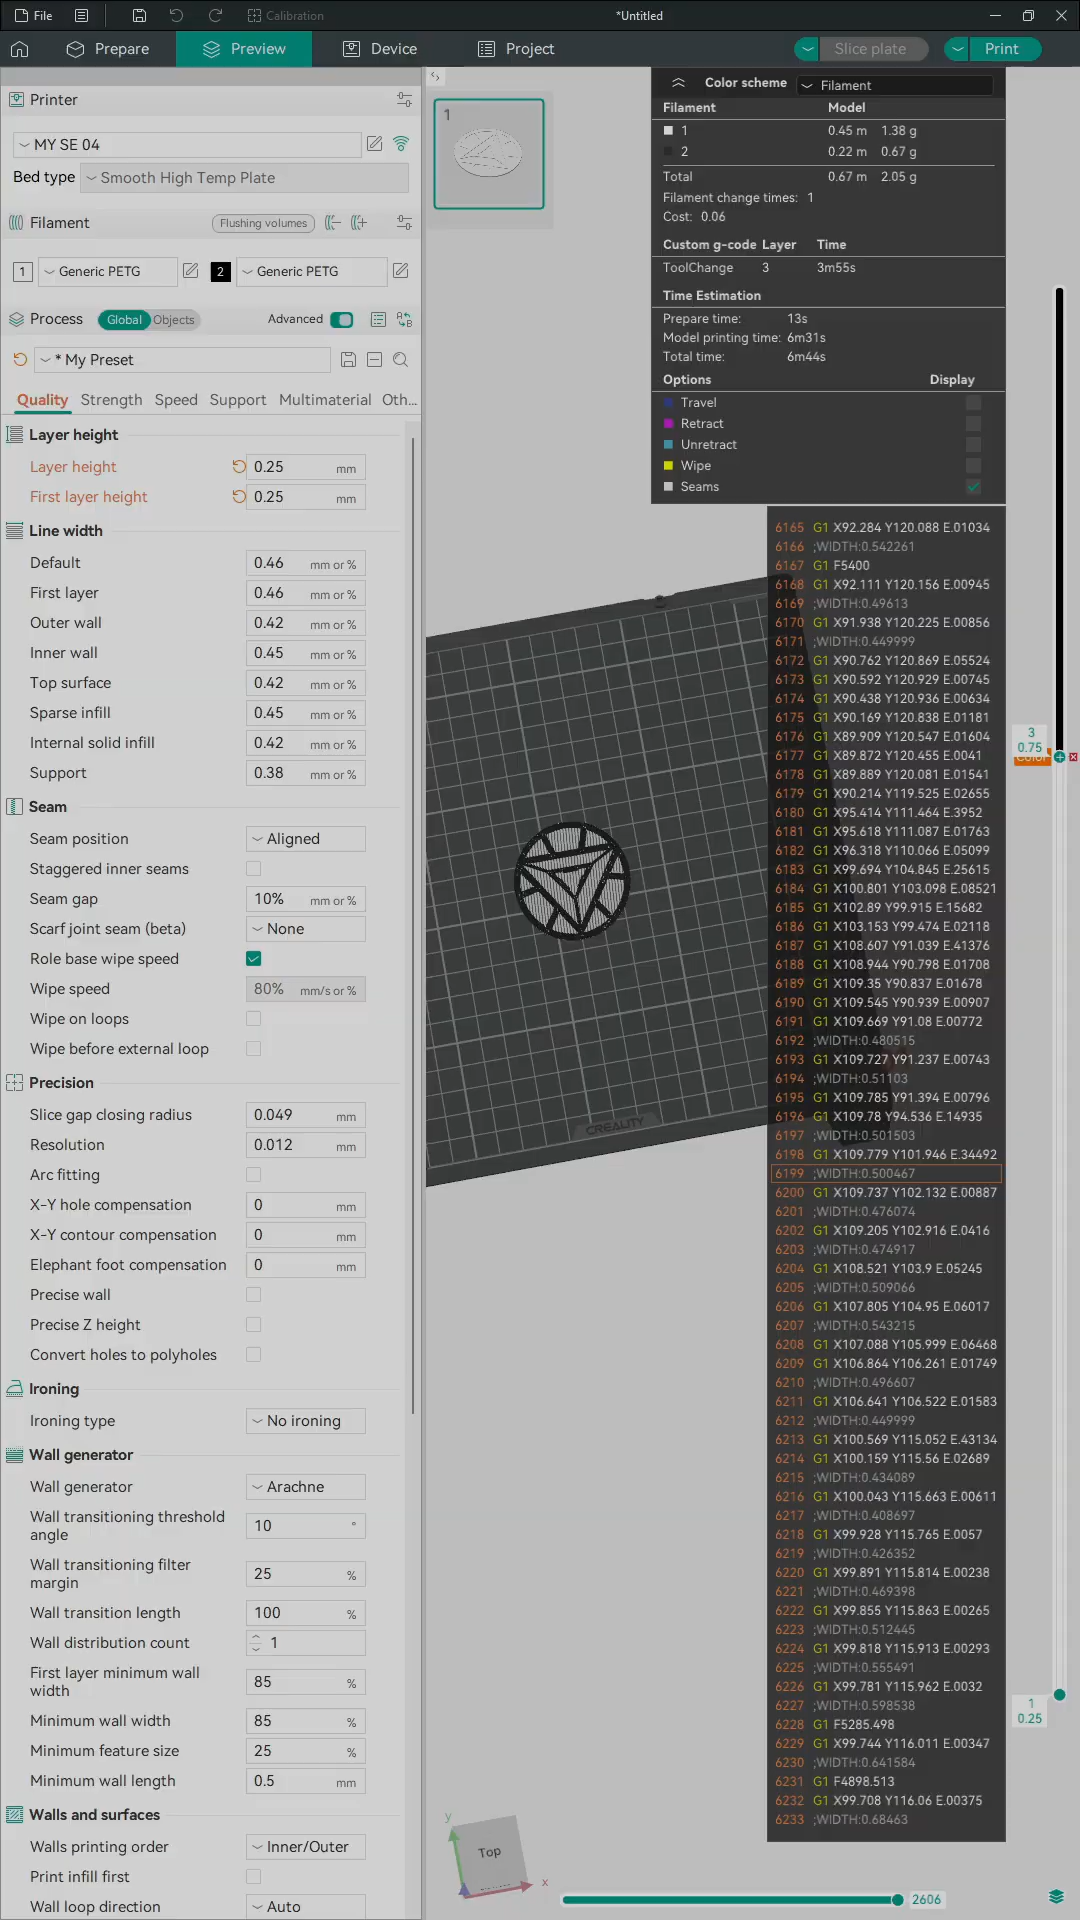 File
Calibration
*Untitled
Prepare
Preview
Device
Project
Slice plate
Print
Printer
MY SE 04
Bed type
Smooth High Temp Plate
Filament
Flushing volumes
1
Generic PETG
2
Generic PETG
Process
Global
Objects
Advanced
* My Preset
Quality
Strength
Speed
Support
Multimaterial
Oth...
Layer height
Layer height 0.25 mm
First layer height 0.25 mm
Line width
Default 0.46 mm or %
First layer 0.46 mm or %
Outer wall 0.42 mm or %
Inner wall 0.45 mm or %
Top surface 0.42 mm or %
Sparse infill 0.45 mm or %
Internal solid infill 0.42 mm or %
Support 0.38 mm or %
Seam
Seam position Aligned
Staggered inner seams
Seam gap 10% mm or %
Scarf joint seam (beta) None
Role base wipe speed
Wipe speed 80% mm/s or %
Wipe on loops
Wipe before external loop
Precision
Slice gap closing radius 0.049 mm
Resolution 0.012 mm
Arc fitting
X-Y hole compensation 0 mm
X-Y contour compensation 0 mm
Elephant foot compensation 0 mm
Precise wall
Precise Z height
Convert holes to polyholes
Ironing
Ironing type No ironing
Wall generator
Wall generator Arachne
Wall transitioning threshold
angle 10 °
Wall transitioning filter
margin 25 %
Wall transition length 100 %
Wall distribution count 1
First layer minimum wall
width 85 %
Minimum wall width 85 %
Minimum feature size 25 %
Minimum wall length 0.5 mm
Walls and surfaces
Walls printing order Inner/Outer
Print infill first
Wall loop direction Auto
1
Color scheme Filament
Filament Model
1 0.45 m 1.38 g
2 0.22 m 0.67 g
Total 0.67 m 2.05 g
Filament change times: 1
Cost: 0.06
Custom g-code Layer Time
ToolChange 3 3m55s
Time Estimation
Prepare time: 13s
Model printing time: 6m31s
Total time: 6m44s
Options Display
Travel
Retract
Unretract
Wipe
Seams
6165 G1 X92.284 Y120.088 E.01034
6166 ;WIDTH:0.542261
6167 G1 F5400
6168 G1 X92.111 Y120.156 E.00945
6169 ;WIDTH:0.49613
6170 G1 X91.938 Y120.225 E.00856
6171 ;WIDTH:0.449999
6172 G1 X90.762 Y120.869 E.05524
6173 G1 X90.592 Y120.929 E.00745
6174 G1 X90.438 Y120.936 E.00634
6175 G1 X90.169 Y120.838 E.01181
6176 G1 X89.909 Y120.547 E.01604
6177 G1 X89.872 Y120.455 E.0041
6178 G1 X89.889 Y120.081 E.01541
6179 G1 X90.214 Y119.525 E.02655
6180 G1 X95.414 Y111.464 E.3952
6181 G1 X95.618 Y111.087 E.01763
6182 G1 X96.318 Y110.066 E.05099
6183 G1 X99.694 Y104.845 E.25615
6184 G1 X100.801 Y103.098 E.08521
6185 G1 X102.89 Y99.915 E.15682
6186 G1 X103.153 Y99.474 E.02118
6187 G1 X108.607 Y91.039 E.41376
6188 G1 X108.944 Y90.798 E.01708
6189 G1 X109.35 Y90.837 E.01678
6190 G1 X109.545 Y90.939 E.00907
6191 G1 X109.669 Y91.08 E.00772
6192 ;WIDTH:0.480515
6193 G1 X109.727 Y91.237 E.00743
6194 ;WIDTH:0.51103
6195 G1 X109.785 Y91.394 E.00796
6196 G1 X109.78 Y94.536 E.14935
6197 ;WIDTH:0.501503
6198 G1 X109.779 Y101.946 E.34492
6199 ;WIDTH:0.500467
6200 G1 X109.737 Y102.132 E.00887
6201 ;WIDTH:0.476074
6202 G1 X109.205 Y102.916 E.0416
6203 ;WIDTH:0.474917
6204 G1 X108.521 Y103.9 E.05245
6205 ;WIDTH:0.509066
6206 G1 X107.805 Y104.95 E.06017
6207 ;WIDTH:0.543215
6208 G1 X107.088 Y105.999 E.06468
6209 G1 X106.864 Y106.261 E.01749
6210 ;WIDTH:0.496607
6211 G1 X106.641 Y106.522 E.01583
6212 ;WIDTH:0.449999
6213 G1 X100.569 Y115.052 E.43134
6214 G1 X100.159 Y115.56 E.02689
6215 ;WIDTH:0.434089
6216 G1 X100.043 Y115.663 E.00611
6217 ;WIDTH:0.408697
6218 G1 X99.928 Y115.765 E.0057
6219 ;WIDTH:0.426352
6220 G1 X99.891 Y115.814 E.00238
6221 ;WIDTH:0.469398
6222 G1 X99.855 Y115.863 E.00265
6223 ;WIDTH:0.512445
6224 G1 X99.818 Y115.913 E.00293
6225 ;WIDTH:0.555491
6226 G1 X99.781 Y115.962 E.0032
6227 ;WIDTH:0.598538
6228 G1 F5285.498
6229 G1 X99.744 Y116.011 E.00347
6230 ;WIDTH:0.641584
6231 G1 F4898.513
6232 G1 X99.708 Y116.06 E.00375
6233 ;WIDTH:0.68463
3
0.75
Color
CREALITY
1
0.25
y
Top
x
2606